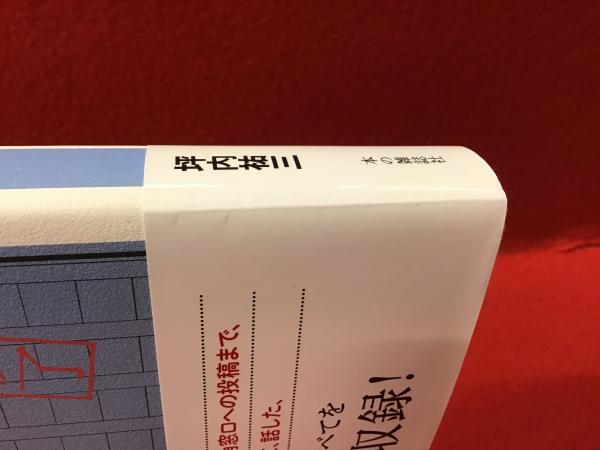 坪内祐三
本の雑誌社
窓口への投稿まで、
話した、
べてを
収録!